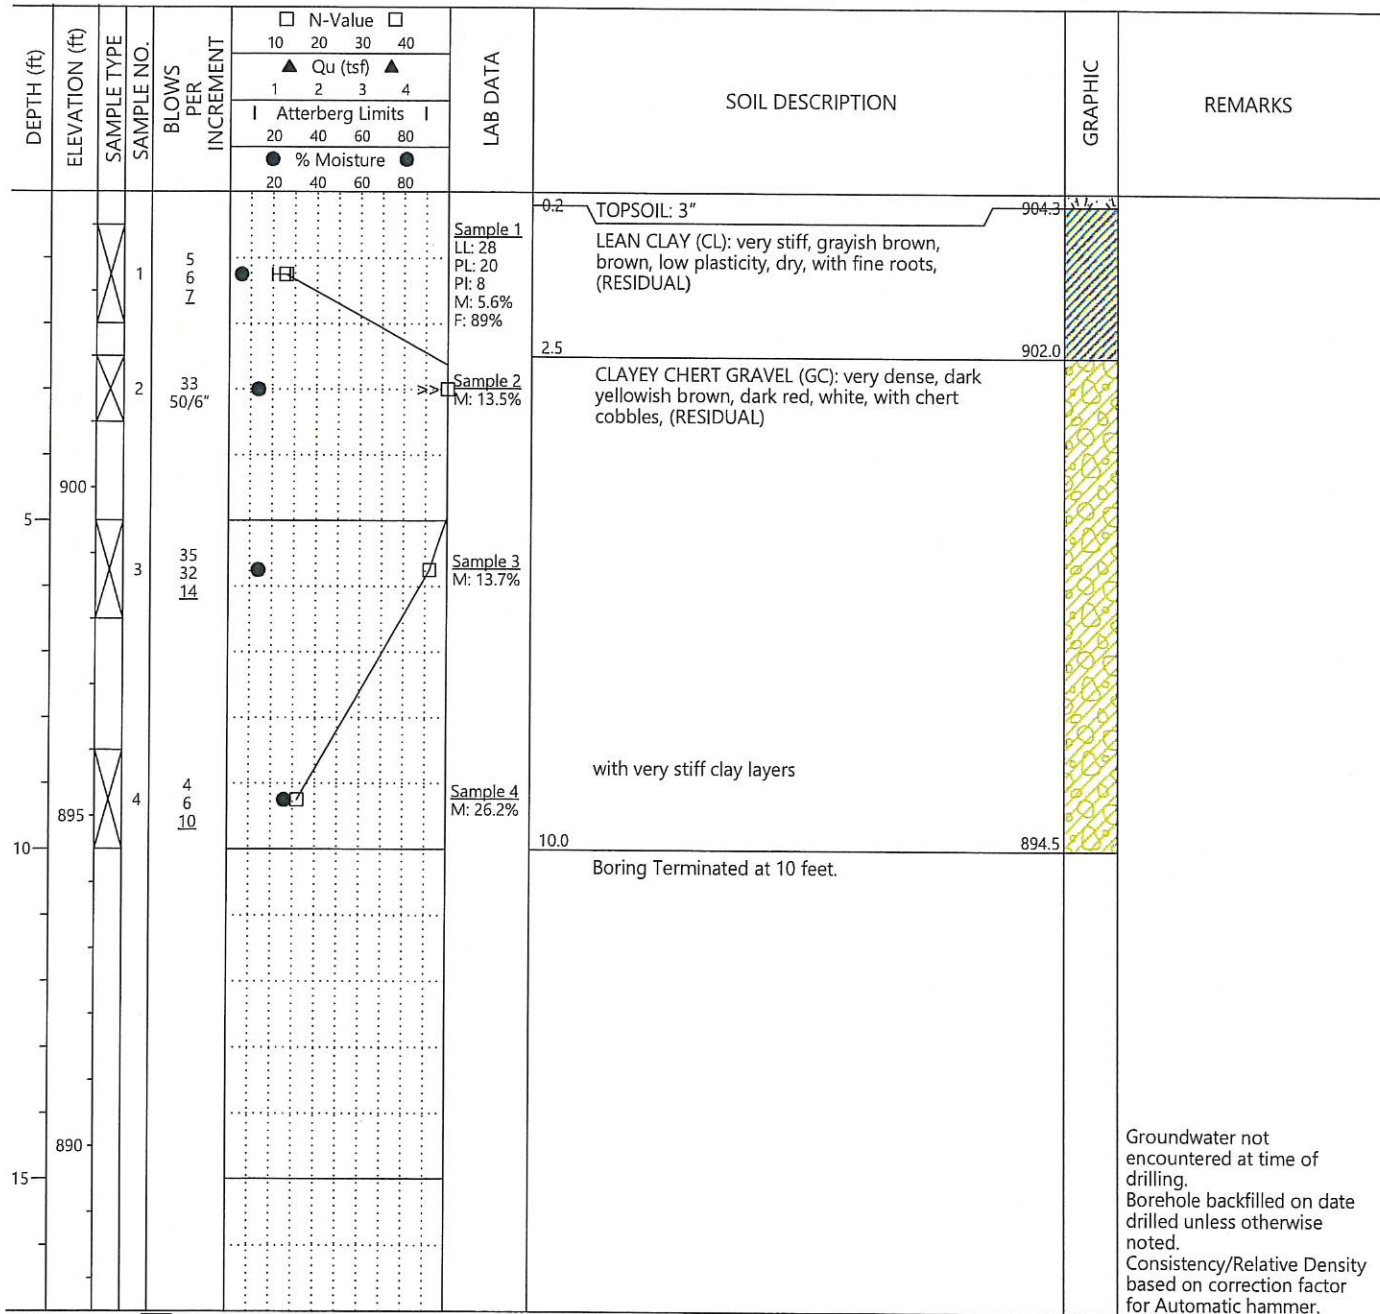 DEPTH (ft)
ELEVATION (ft)
SAMPLE TYPE
SAMPLE NO.
BLOWS
PER
INCREMENT
N-Value
10 20 30 40
▲ Qu (tsf) ▲
1 2 3 4
Atterberg Limits
20 40 60 80
● % Moisture ●
20 40 60 80
LAB DATA
SOIL DESCRIPTION
GRAPHIC
REMARKS
0.2
TOPSOIL: 3"
904.3
1
5
6
7
Sample 1
LL: 28
PL: 20
PI: 8
M: 5.6%
F: 89%
LEAN CLAY (CL): very stiff, grayish brown,
brown, low plasticity, dry, with fine roots,
(RESIDUAL)
2.5
902.0
2
33
50/6"
>>
Sample 2
M: 13.5%
CLAYEY CHERT GRAVEL (GC): very dense, dark
yellowish brown, dark red, white, with chert
cobbles, (RESIDUAL)
900
5
3
35
32
14
Sample 3
M: 13.7%
with very stiff clay layers
4
4
6
10
Sample 4
M: 26.2%
895
10
10.0
894.5
Boring Terminated at 10 feet.
890
15
Groundwater not
encountered at time of
drilling.
Borehole backfilled on date
drilled unless otherwise
noted.
Consistency/Relative Density
based on correction factor
for Automatic hammer.